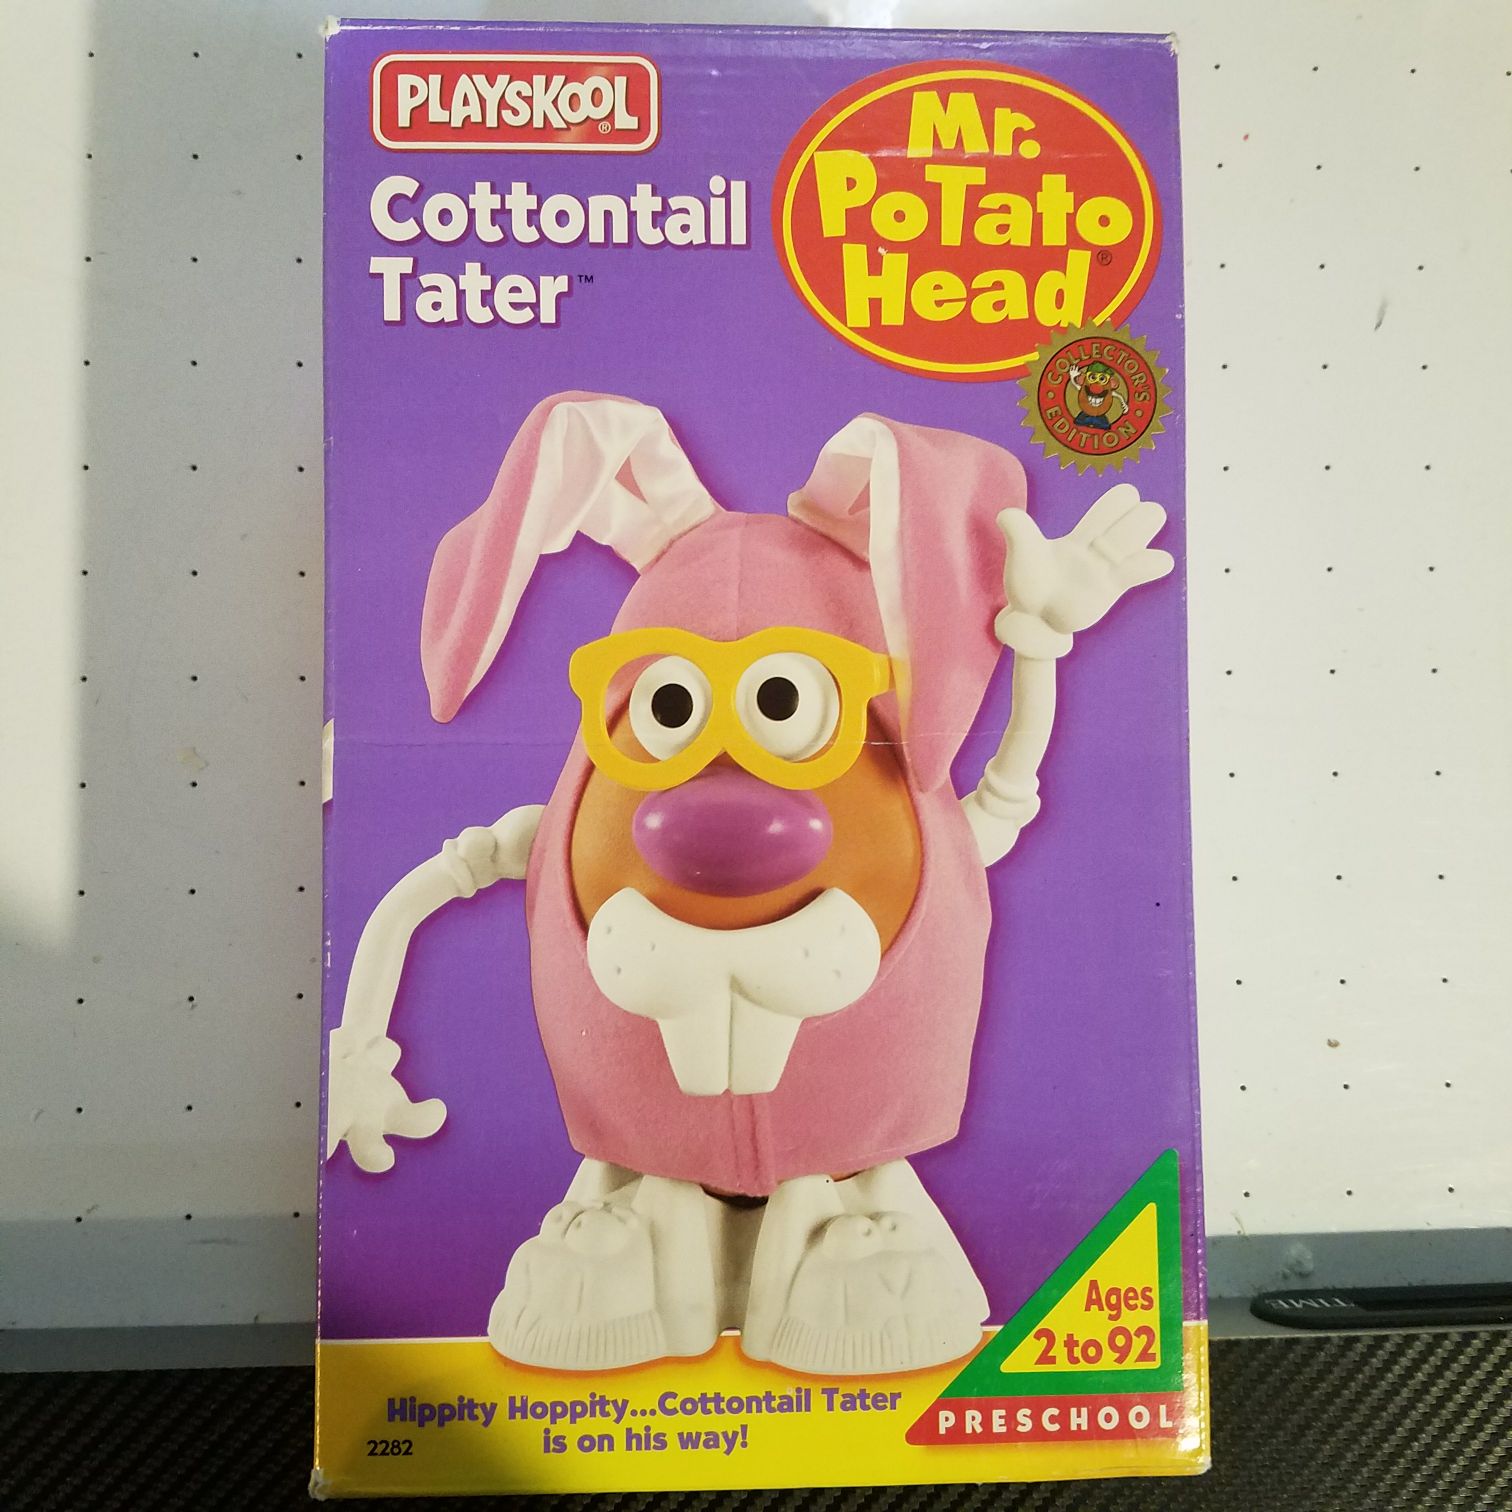 PLAYSKOOL®
Cottontail
Tater™
Mr.
PoTaTo
Head®
COLLECTOR'S
EDITION
Ages
2 to 92
PRESCHOOL
Hippity Hoppity...Cottontail Tater
is on his way!
2282
TIME